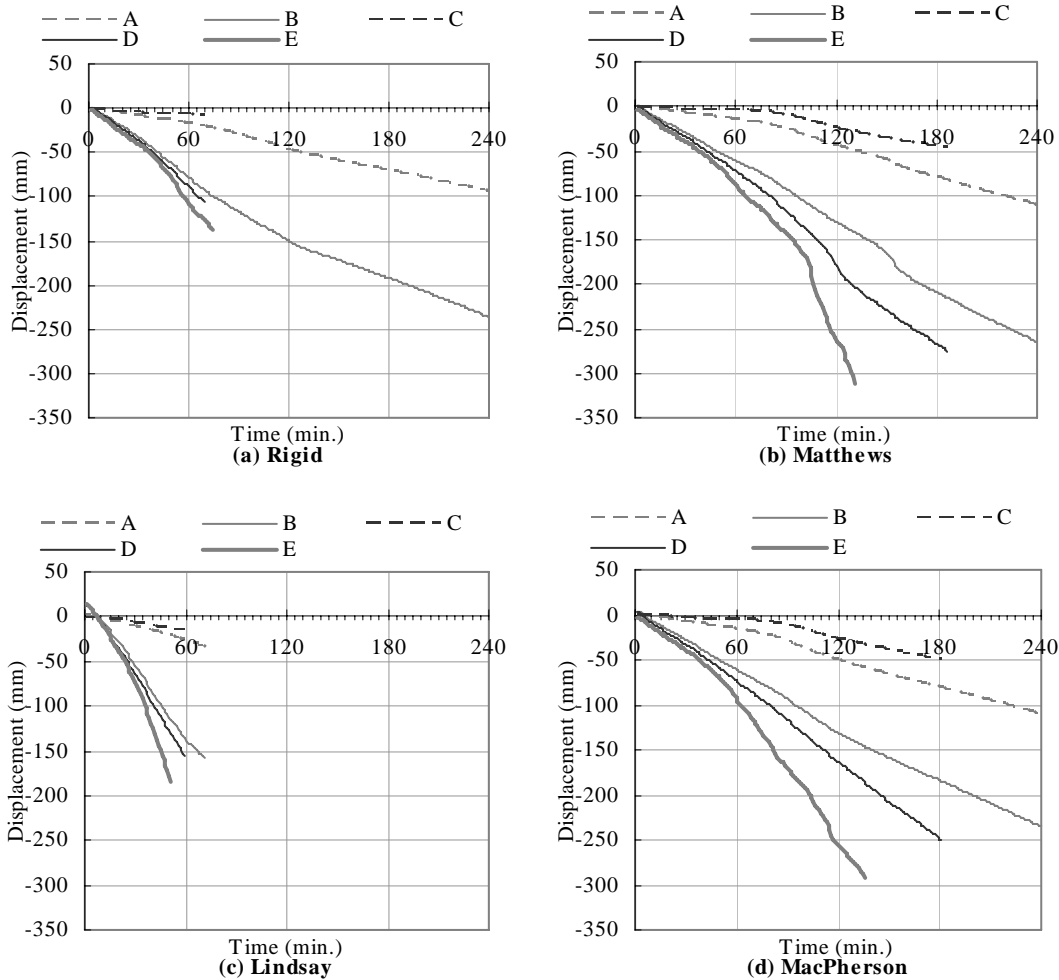 A B C
D E
50
0
0 60 120 180 240
-50
-100
-150
-200
-250
-300
-350
Displacement (mm)
Time (min.)
(a) Rigid
A B C
D E
50
0
0 60 120 180 240
-50
-100
-150
-200
-250
-300
-350
Displacement (mm)
Time (min.)
(b) Matthews
A B C
D E
50
0
0 60 120 180 240
-50
-100
-150
-200
-250
-300
-350
Displacement (mm)
Time (min.)
(c) Lindsay
A B C
D E
50
0
0 60 120 180 240
-50
-100
-150
-200
-250
-300
-350
Displacement (mm)
Time (min.)
(d) MacPherson